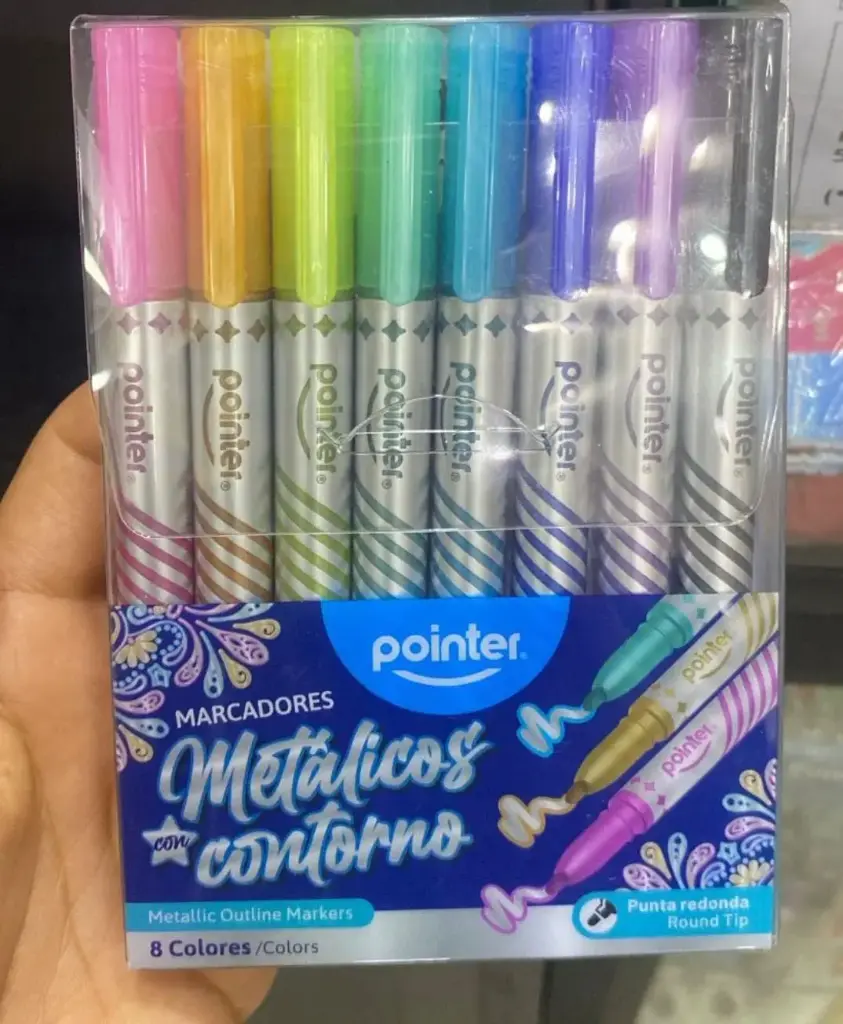 pointer®
pointer®
pointer®
pointer®
pointer®
pointer®
pointer®
pointer®
pointer®
MARCADORES
Metálicos
con
contorno
pointer
pointer
Metallic Outline Markers
8 Colores /Colors
Punta redonda
Round Tip